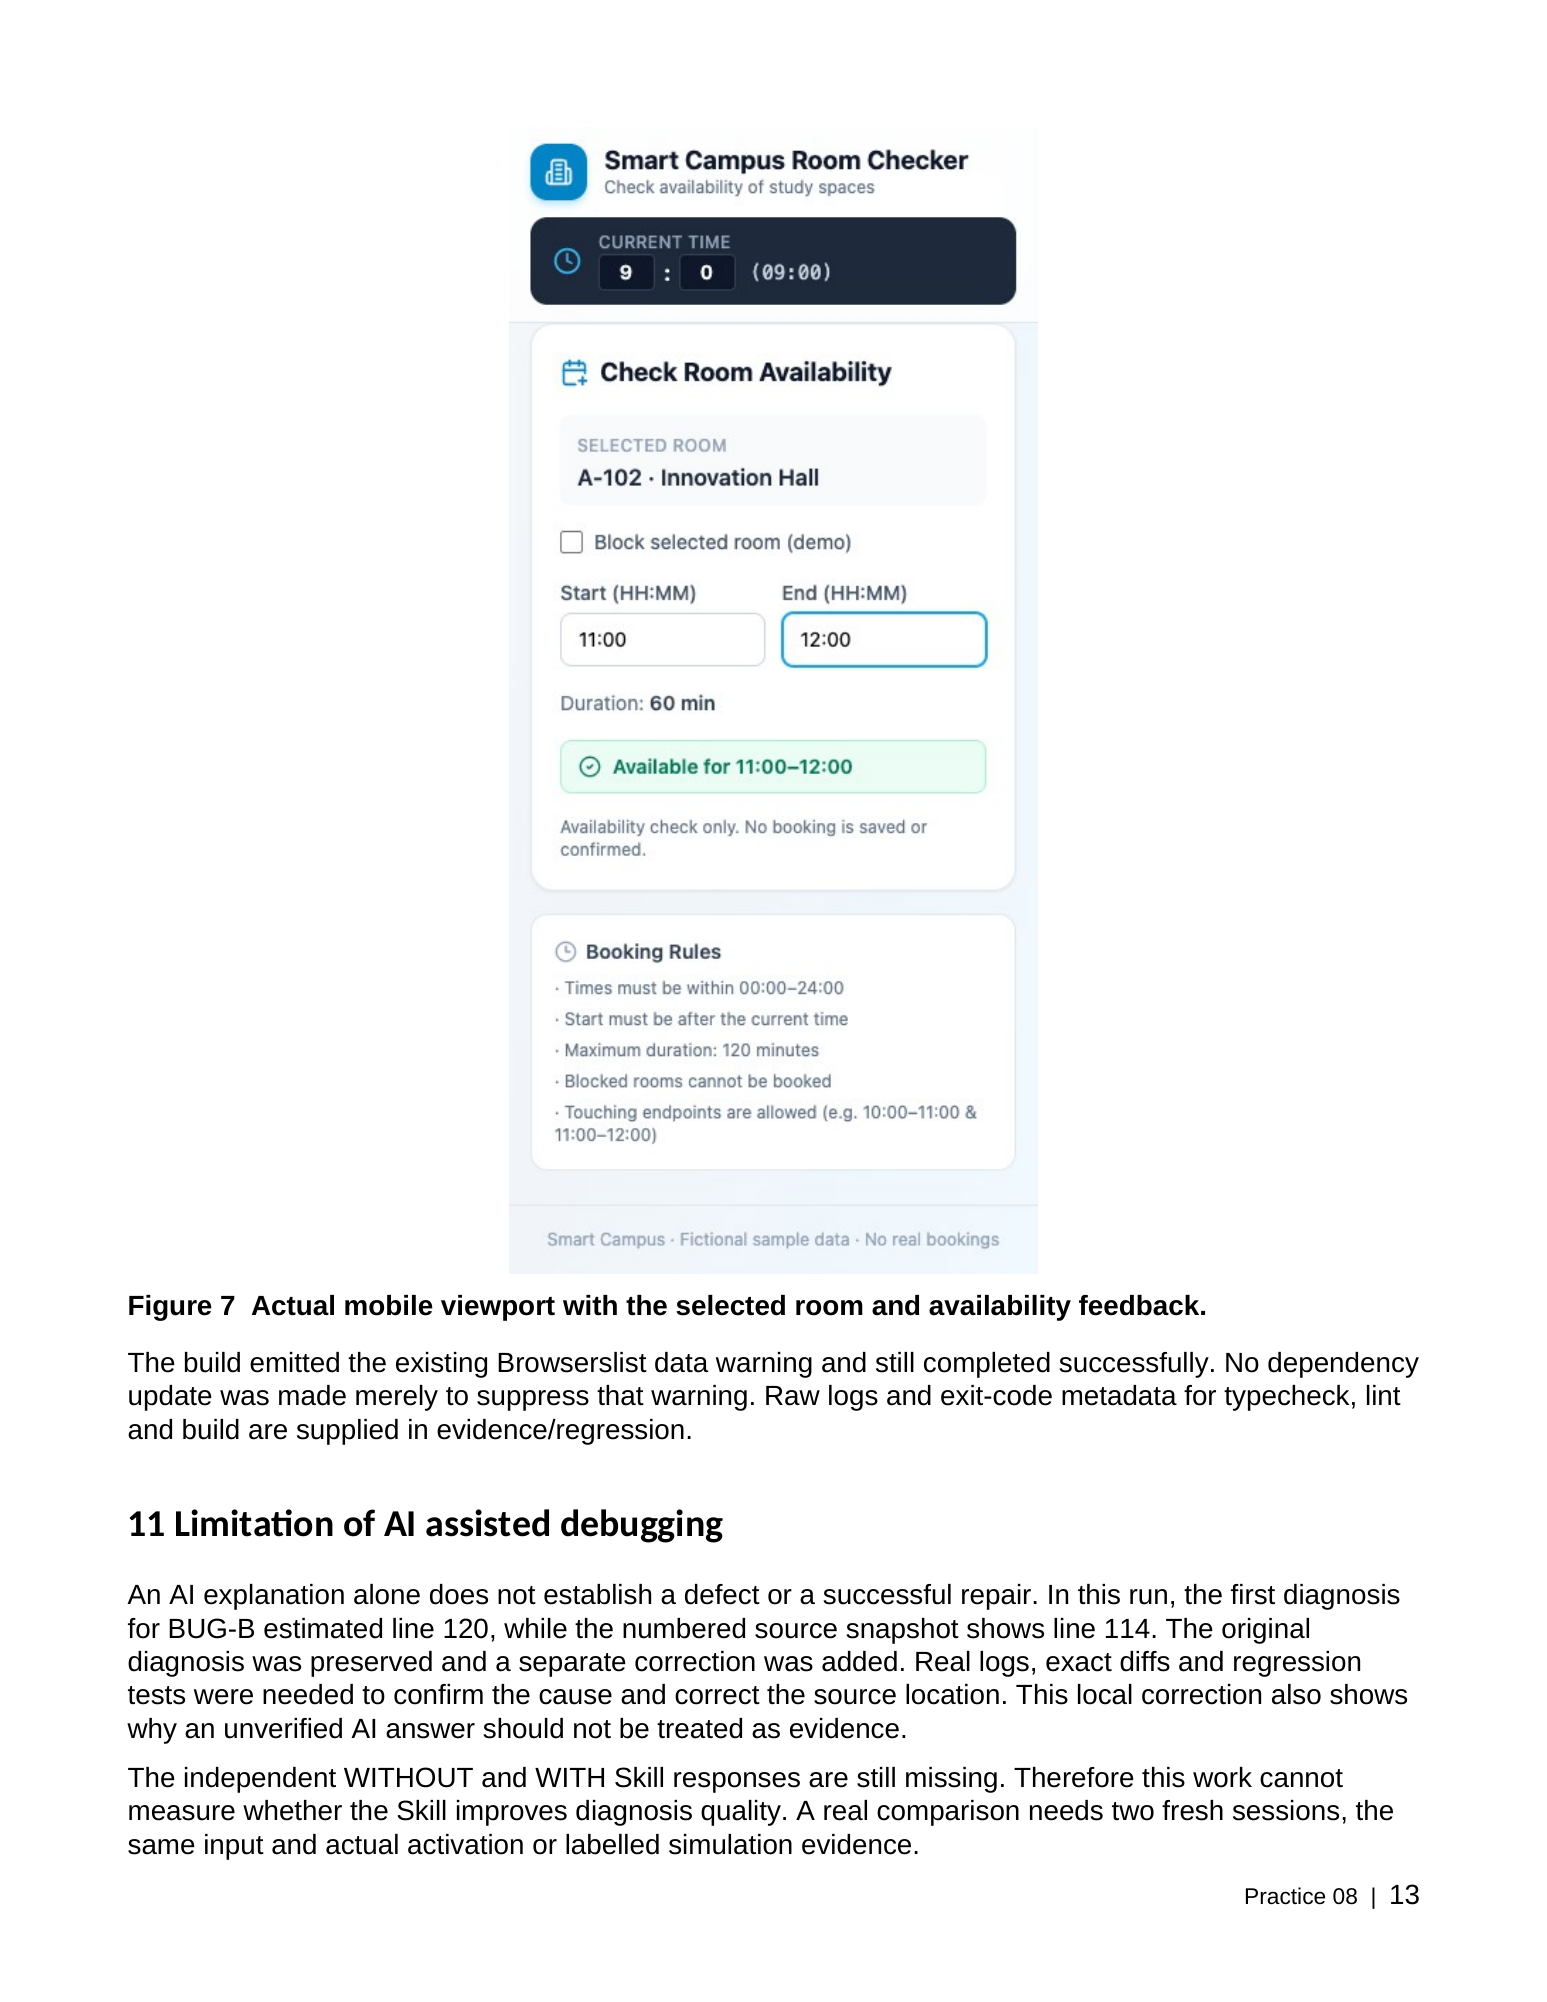 Smart Campus Room Checker
Check availability of study spaces
CURRENT TIME
9 : 0 (09:00)
Check Room Availability
SELECTED ROOM
A-102 · Innovation Hall
Block selected room (demo)
Start (HH:MM) End (HH:MM)
11:00 12:00
Duration: 60 min
Available for 11:00–12:00
Availability check only. No booking is saved or
confirmed.
Booking Rules
· Times must be within 00:00–24:00
· Start must be after the current time
· Maximum duration: 120 minutes
· Blocked rooms cannot be booked
· Touching endpoints are allowed (e.g. 10:00–11:00 &
11:00–12:00)
Smart Campus · Fictional sample data · No real bookings
Figure 7  Actual mobile viewport with the selected room and availability feedback.
The build emitted the existing Browserslist data warning and still completed successfully. No dependency
update was made merely to suppress that warning. Raw logs and exit-code metadata for typecheck, lint
and build are supplied in evidence/regression.
11 Limitation of AI assisted debugging
An AI explanation alone does not establish a defect or a successful repair. In this run, the first diagnosis
for BUG-B estimated line 120, while the numbered source snapshot shows line 114. The original
diagnosis was preserved and a separate correction was added. Real logs, exact diffs and regression
tests were needed to confirm the cause and correct the source location. This local correction also shows
why an unverified AI answer should not be treated as evidence.
The independent WITHOUT and WITH Skill responses are still missing. Therefore this work cannot
measure whether the Skill improves diagnosis quality. A real comparison needs two fresh sessions, the
same input and actual activation or labelled simulation evidence.
Practice 08 | 13